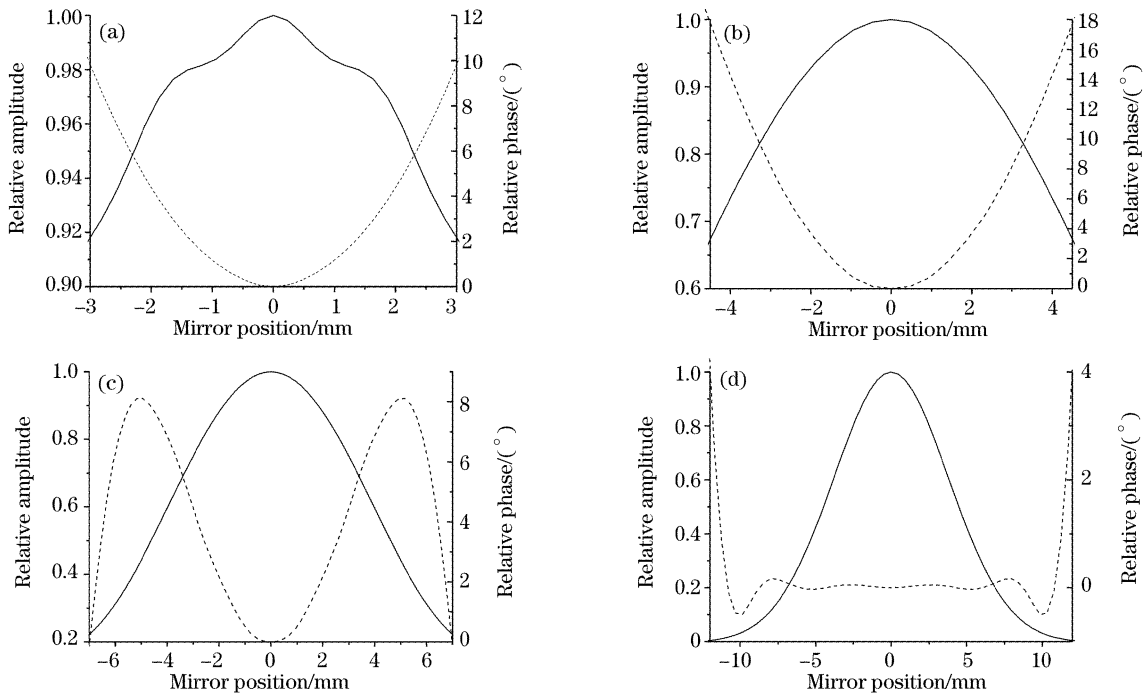 (a)
1.00
0.98
0.96
0.94
0.92
0.90
Relative amplitude
12
10
8
6
4
2
0
Relative phase/(°)
−3 −2 −1 0 1 2 3
Mirror position/mm
(b)
1.0
0.9
0.8
0.7
0.6
Relative amplitude
18
16
14
12
10
8
6
4
2
0
Relative phase/(°)
−4 −2 0 2 4
Mirror position/mm
(c)
1.0
0.8
0.6
0.4
0.2
Relative amplitude
8
6
4
2
0
Relative phase/(°)
−6 −4 −2 0 2 4 6
Mirror position/mm
(d)
1.0
0.8
0.6
0.4
0.2
0
Relative amplitude
4
2
0
Relative phase/(°)
−10 −5 0 5 10
Mirror position/mm